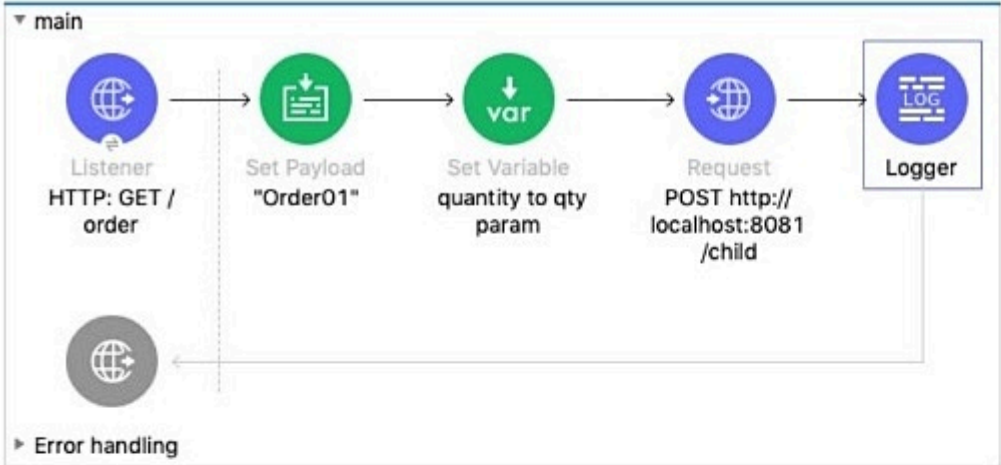 main
LOG
var
Listener
HTTP: GET /
order
Set Payload
"Order01"
Set Variable
quantity to qty
param
Request
POST http://
localhost:8081
/child
Logger
Error handling